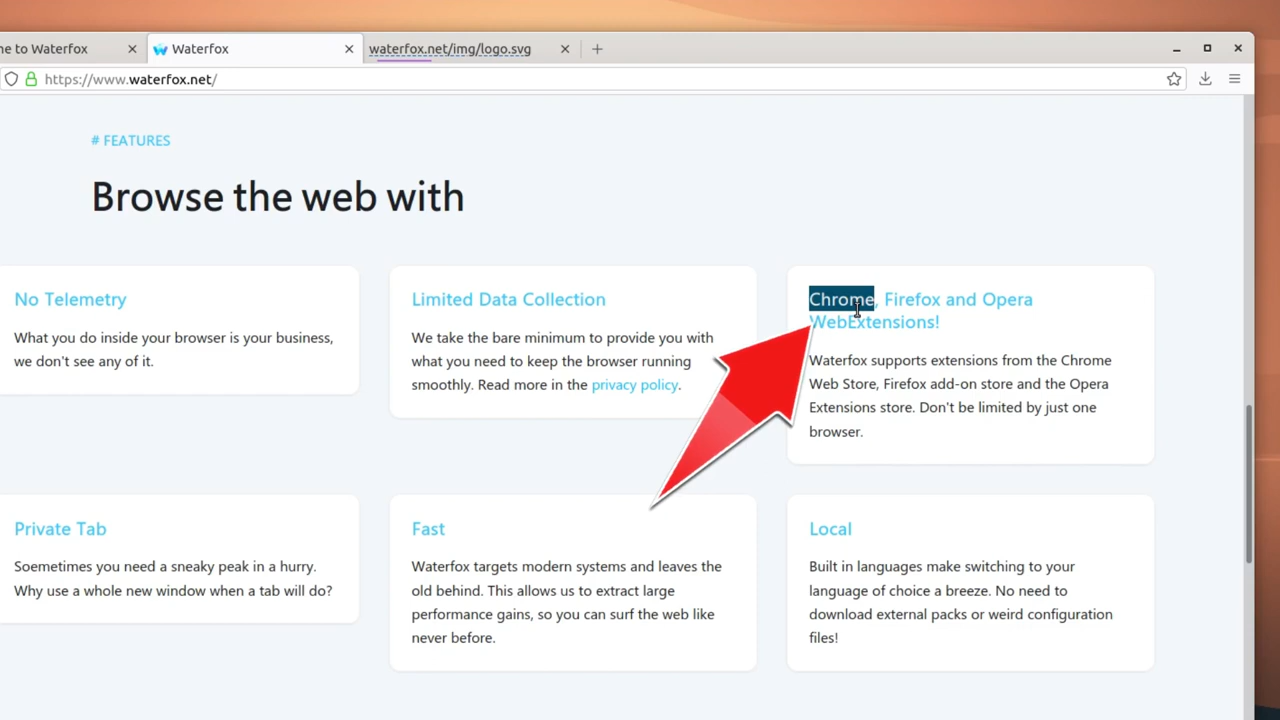 ne to Waterfox
Waterfox
waterfox.net/img/logo.svg
https://www.waterfox.net/
# FEATURES
Browse the web with
No Telemetry
What you do inside your browser is your business,
we don't see any of it.
Limited Data Collection
We take the bare minimum to provide you with
what you need to keep the browser running
smoothly. Read more in the privacy policy.
Chrome, Firefox and Opera
WebExtensions!
Waterfox supports extensions from the Chrome
Web Store, Firefox add-on store and the Opera
Extensions store. Don't be limited by just one
browser.
Private Tab
Soemetimes you need a sneaky peak in a hurry.
Why use a whole new window when a tab will do?
Fast
Waterfox targets modern systems and leaves the
old behind. This allows us to extract large
performance gains, so you can surf the web like
never before.
Local
Built in languages make switching to your
language of choice a breeze. No need to
download external packs or weird configuration
files!